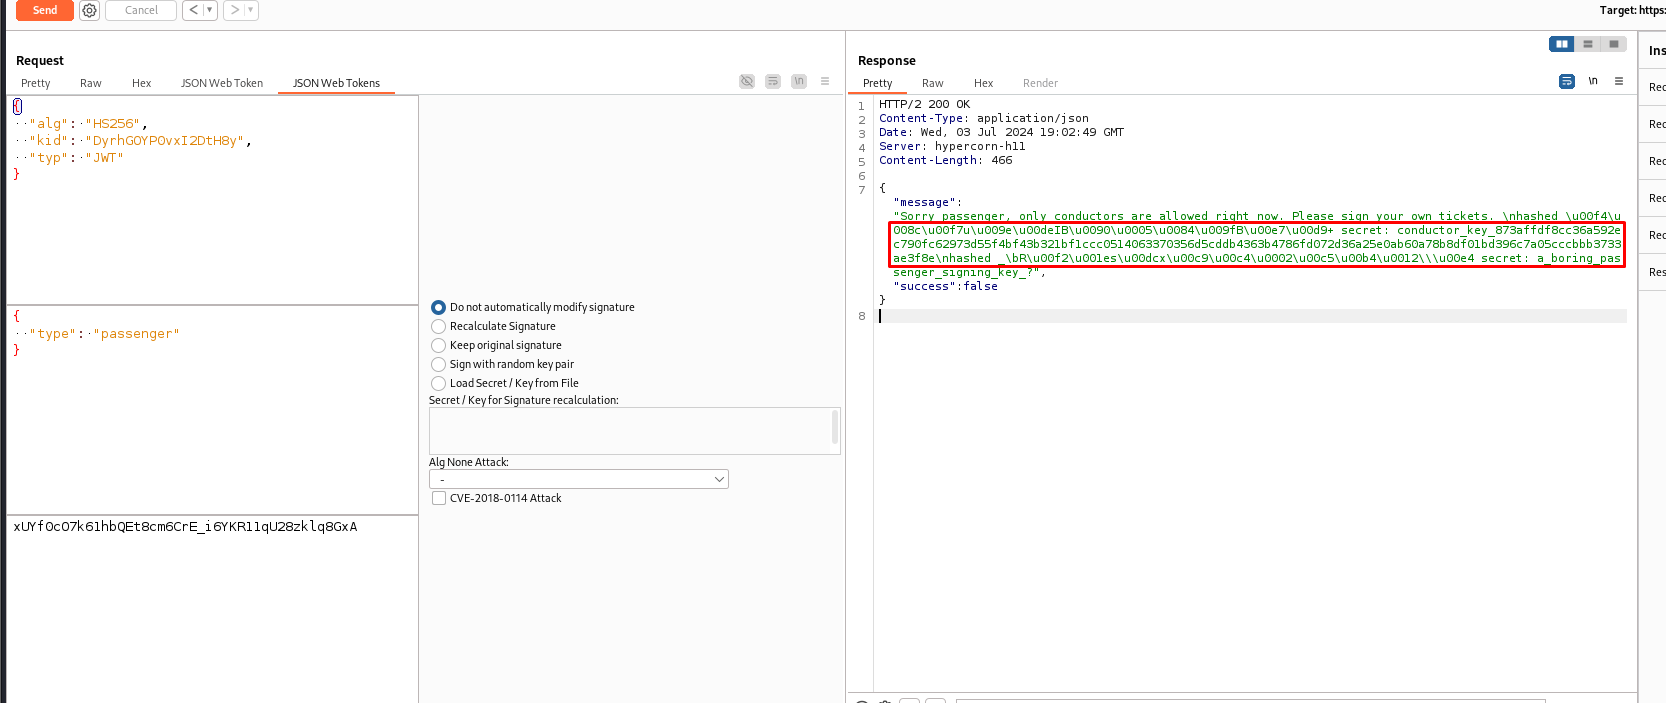 Send
Cancel
<
>
Target: https:
Request
Pretty
Raw
Hex
JSON Web Token
JSON Web Tokens
\n
{
"alg": "HS256",
"kid": "DyrhGOYP0vxI2DtH8y",
"typ": "JWT"
}
{
"type": "passenger"
}
xUYf0cO7k61hbQEt8cm6CrE_i6YKR11qU28zklq8GxA
Do not automatically modify signature
Recalculate Signature
Keep original signature
Sign with random key pair
Load Secret / Key from File
Secret / Key for Signature recalculation:
Alg None Attack:
-
CVE-2018-0114 Attack
Response
Pretty
Raw
Hex
Render
\n
1 HTTP/2 200 OK
2 Content-Type: application/json
3 Date: Wed, 03 Jul 2024 19:02:49 GMT
4 Server: hypercorn-h11
5 Content-Length: 466
6
7 {
"message":
"Sorry passenger, only conductors are allowed right now. Please sign your own tickets. \nhashed \u00f4\u
008c\u00f7u\u009e\u00deIB\u0090\u0005\u0084\u009fB\u00e7\u00d9+ secret: conductor_key_873affdf8cc36a592e
c790fc62973d55f4bf43b321bf1ccc0514063370356d5cddb4363b4786fd072d36a25e0ab60a78b8df01bd396c7a05cccbbb3733
ae3f8e\nhashed _\bR\u00f2\u001es\u00dcx\u00c9\u00c4\u0002\u00c5\u00b4\u0012\\\u00e4 secret: a_boring_pas
senger_signing_key_?",
"success":false
}
8
Ins
Rec
Rec
Rec
Rec
Rec
Res